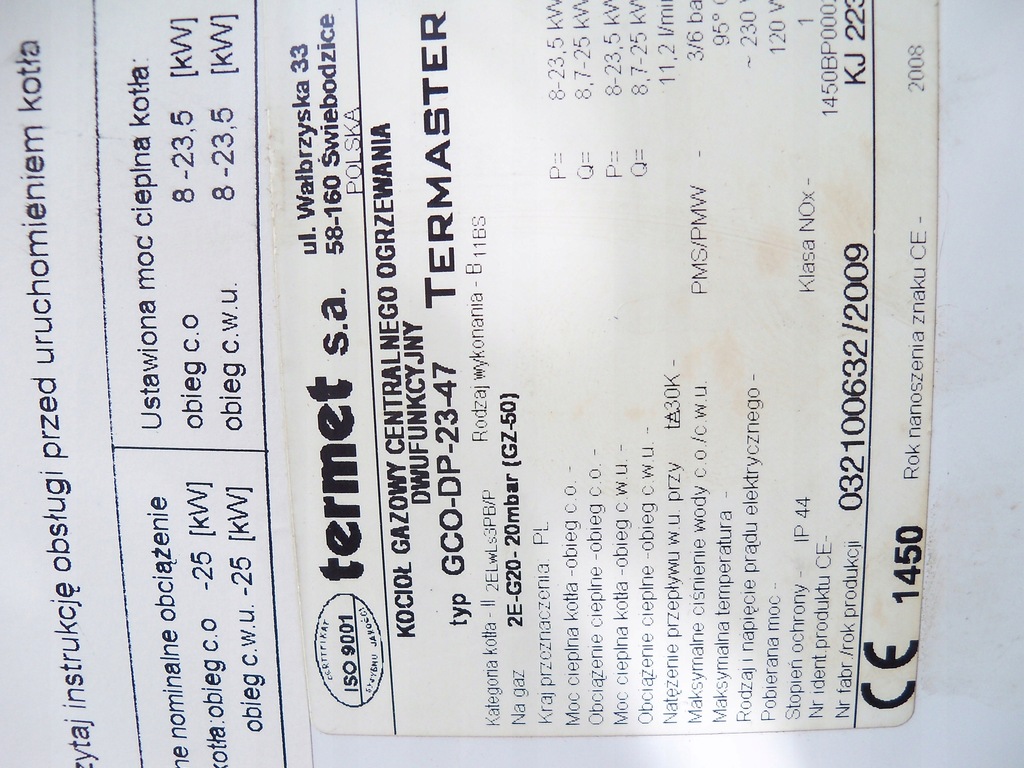 instrukcję obsługi przed uruchomieniem kotła
nominalne obciążenie
kotła:obieg c.o -25 [kW]
obieg c.w.u. -25 [kW]
Ustawiona moc cieplna kotła:
obieg c.o 8 -23,5 [kW]
obieg c.w.u. 8 -23,5 [kW]
ISO 9001
termet s.a.
ul. Wałbrzyska 33
58-160 Świebodzice
POLSKA
KOCIOŁ GAZOWY CENTRALNEGO OGRZEWANIA
DWUFUNKCYJNY
typ GCO-DP-23-47 TERMASTER
Kategoria kotła - II 2ELwLs3PB/P Rodzaj wykonania - B11BS
Na gaz 2E-G20- 20mbar (GZ-50)
Kraj przeznaczenia. PL
Moc cieplna kotła -obieg c.o. - P= 8-23,5 kW
Obciążenie cieplne -obieg c.o. - Q= 8,7-25 kW
Moc cieplna kotła -obieg c.w.u. - P= 8-23,5 kW
Obciążenie cieplne -obieg c.w.u. - Q= 8,7-25 kW
Natężenie przepływu w.u. przy 30K - 11,2 l/min
Maksymalne ciśnienie wody c.o./c.w.u. PMS/PMW - 3/6 ba
Maksymalna temperatura - 95°
Rodzaj i napięcie prądu elektrycznego - ~ 230
Pobierana moc - 120 W
Stopień ochrony - IP 44 Klasa NOx - 1
Nr ident.produktu CE- 1450BP000
Nr fabr./rok produkcji 032100632/2009 KJ 223
CE 1450 Rok nanoszenia znaku CE - 2008